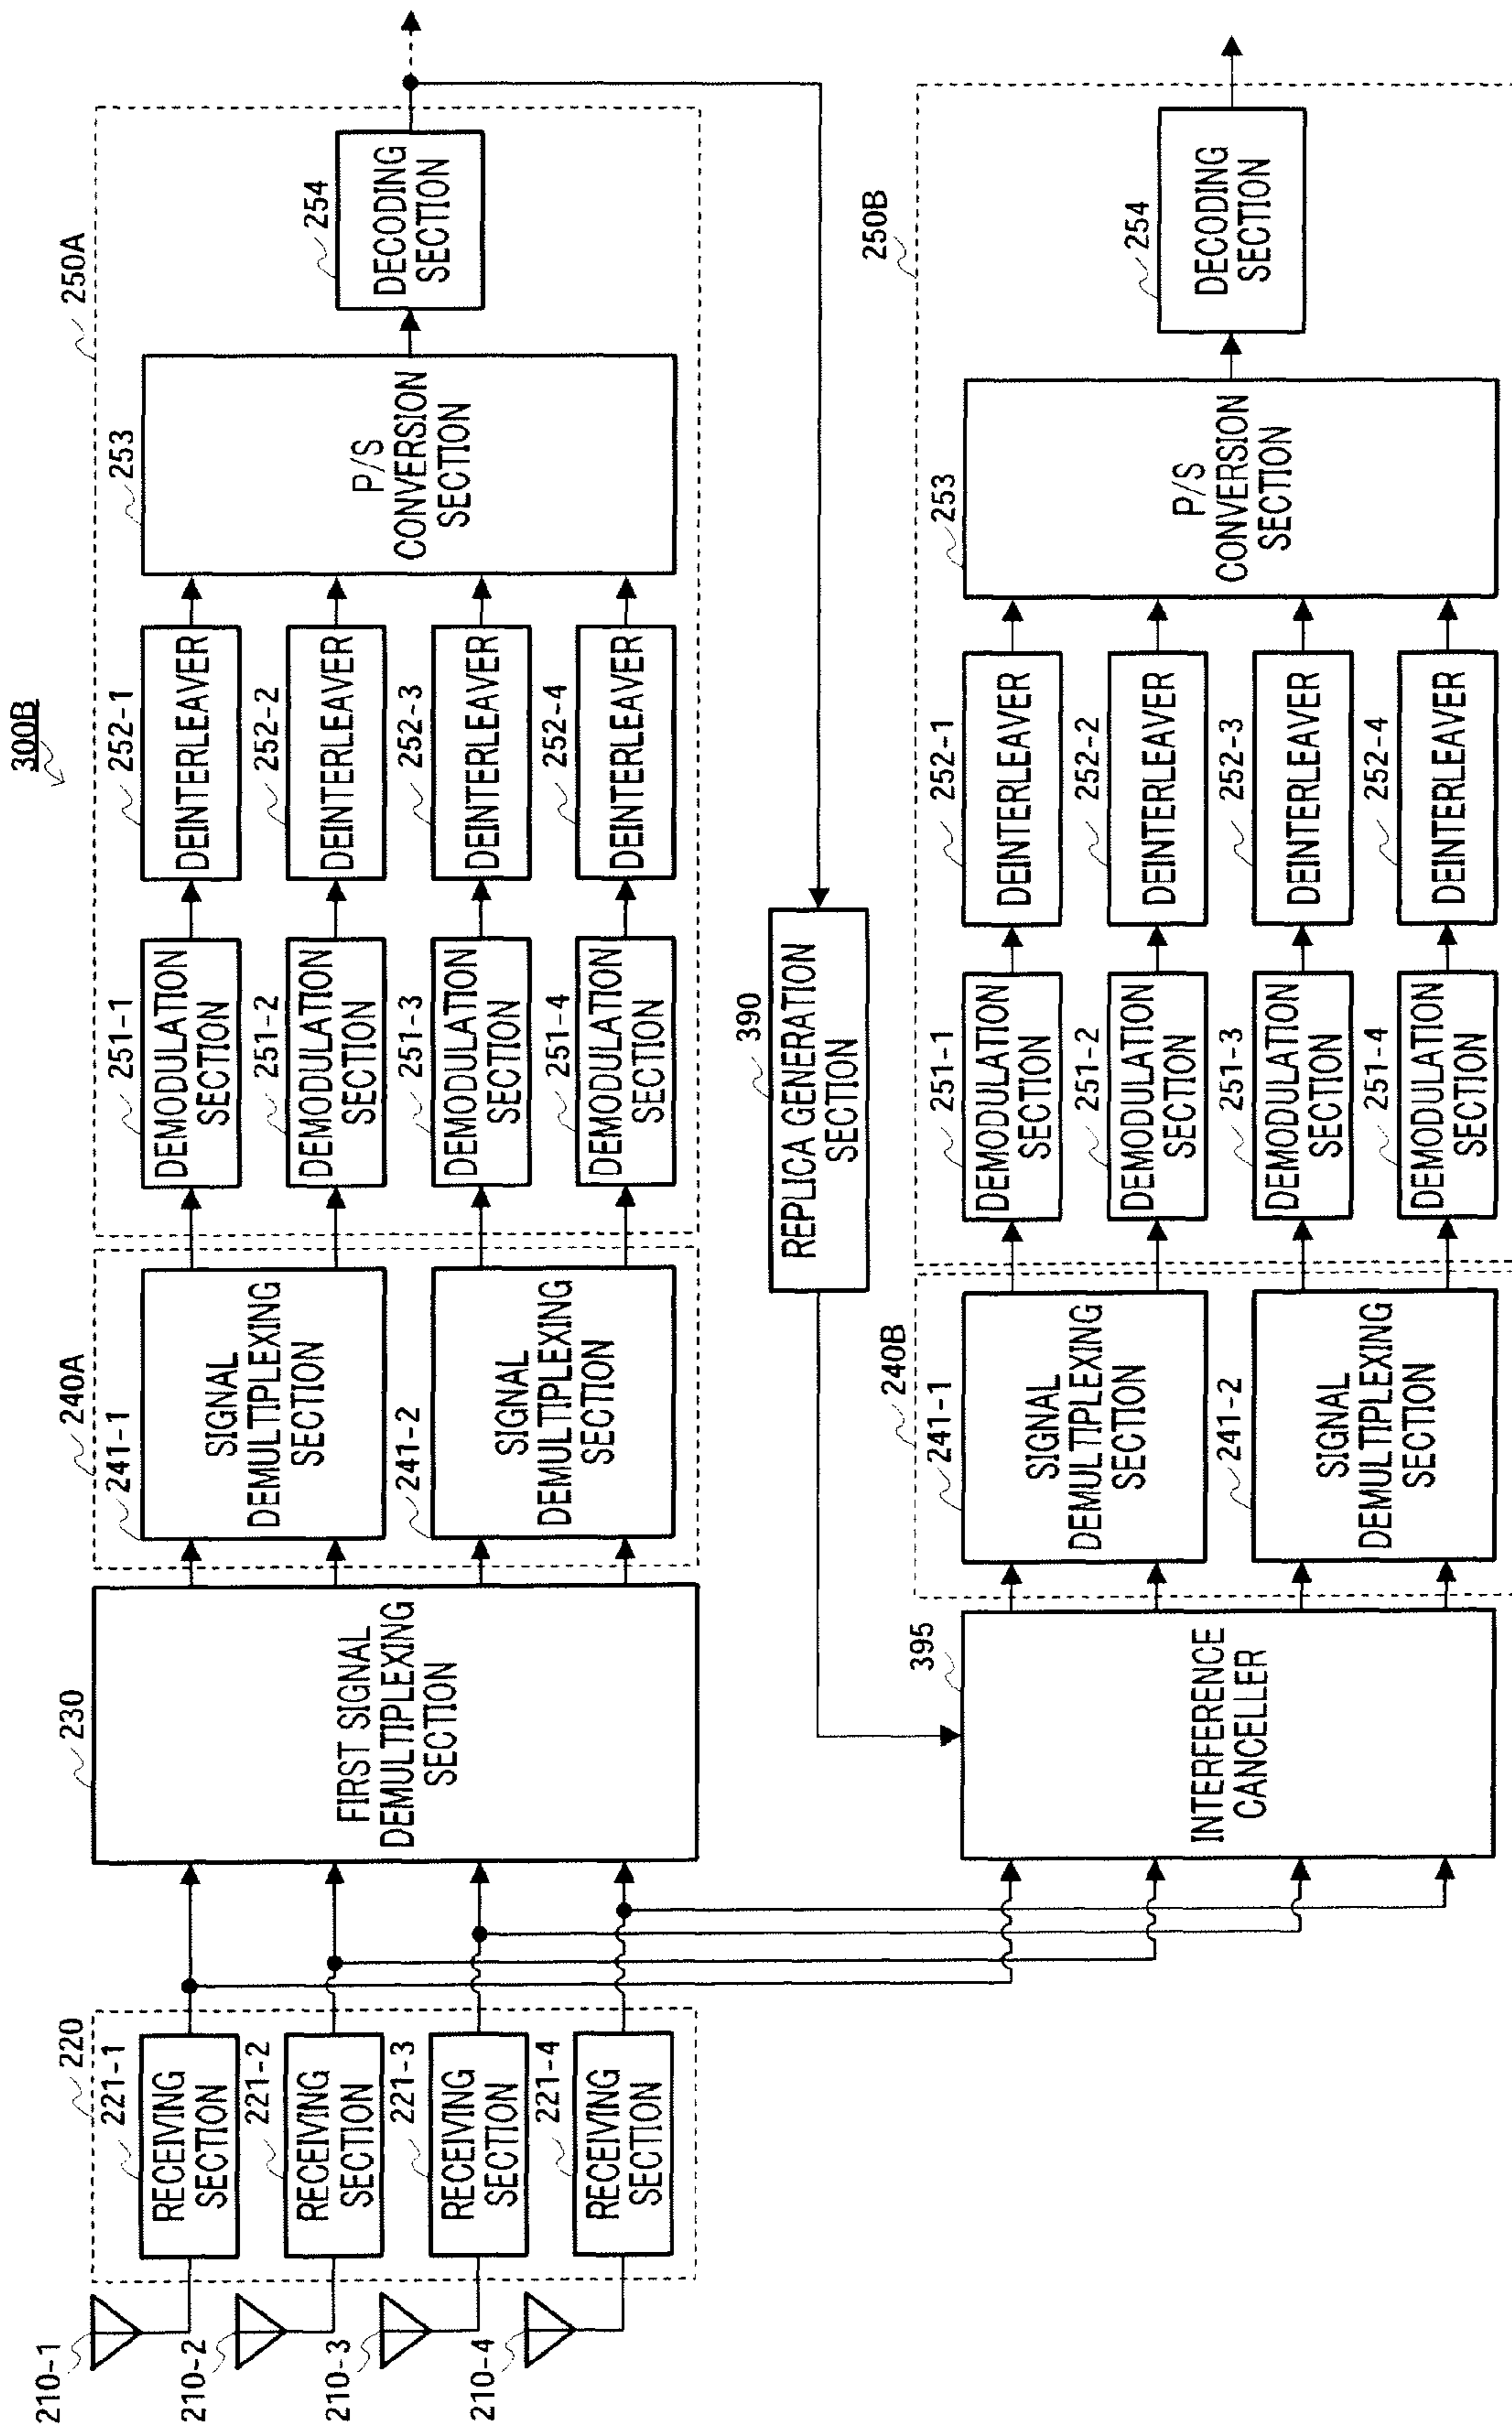 300B
210-1
210-2
210-3
210-4
220
221-1
RECEIVING
SECTION
221-2
RECEIVING
SECTION
221-3
RECEIVING
SECTION
221-4
RECEIVING
SECTION
230
FIRST SIGNAL
DEMULTIPLEXING
SECTION
240A
241-1
SIGNAL
DEMULTIPLEXING
SECTION
241-2
SIGNAL
DEMULTIPLEXING
SECTION
250A
251-1
DEMODULATION
SECTION
251-2
DEMODULATION
SECTION
251-3
DEMODULATION
SECTION
251-4
DEMODULATION
SECTION
252-1
DEINTERLEAVER
252-2
DEINTERLEAVER
252-3
DEINTERLEAVER
252-4
DEINTERLEAVER
253
P/S
CONVERSION
SECTION
254
DECODING
SECTION
390
REPLICA GENERATION
SECTION
395
INTERFERENCE
CANCELLER
240B
241-1
SIGNAL
DEMULTIPLEXING
SECTION
241-2
SIGNAL
DEMULTIPLEXING
SECTION
250B
251-1
DEMODULATION
SECTION
251-2
DEMODULATION
SECTION
251-3
DEMODULATION
SECTION
251-4
DEMODULATION
SECTION
252-1
DEINTERLEAVER
252-2
DEINTERLEAVER
252-3
DEINTERLEAVER
252-4
DEINTERLEAVER
253
P/S
CONVERSION
SECTION
254
DECODING
SECTION